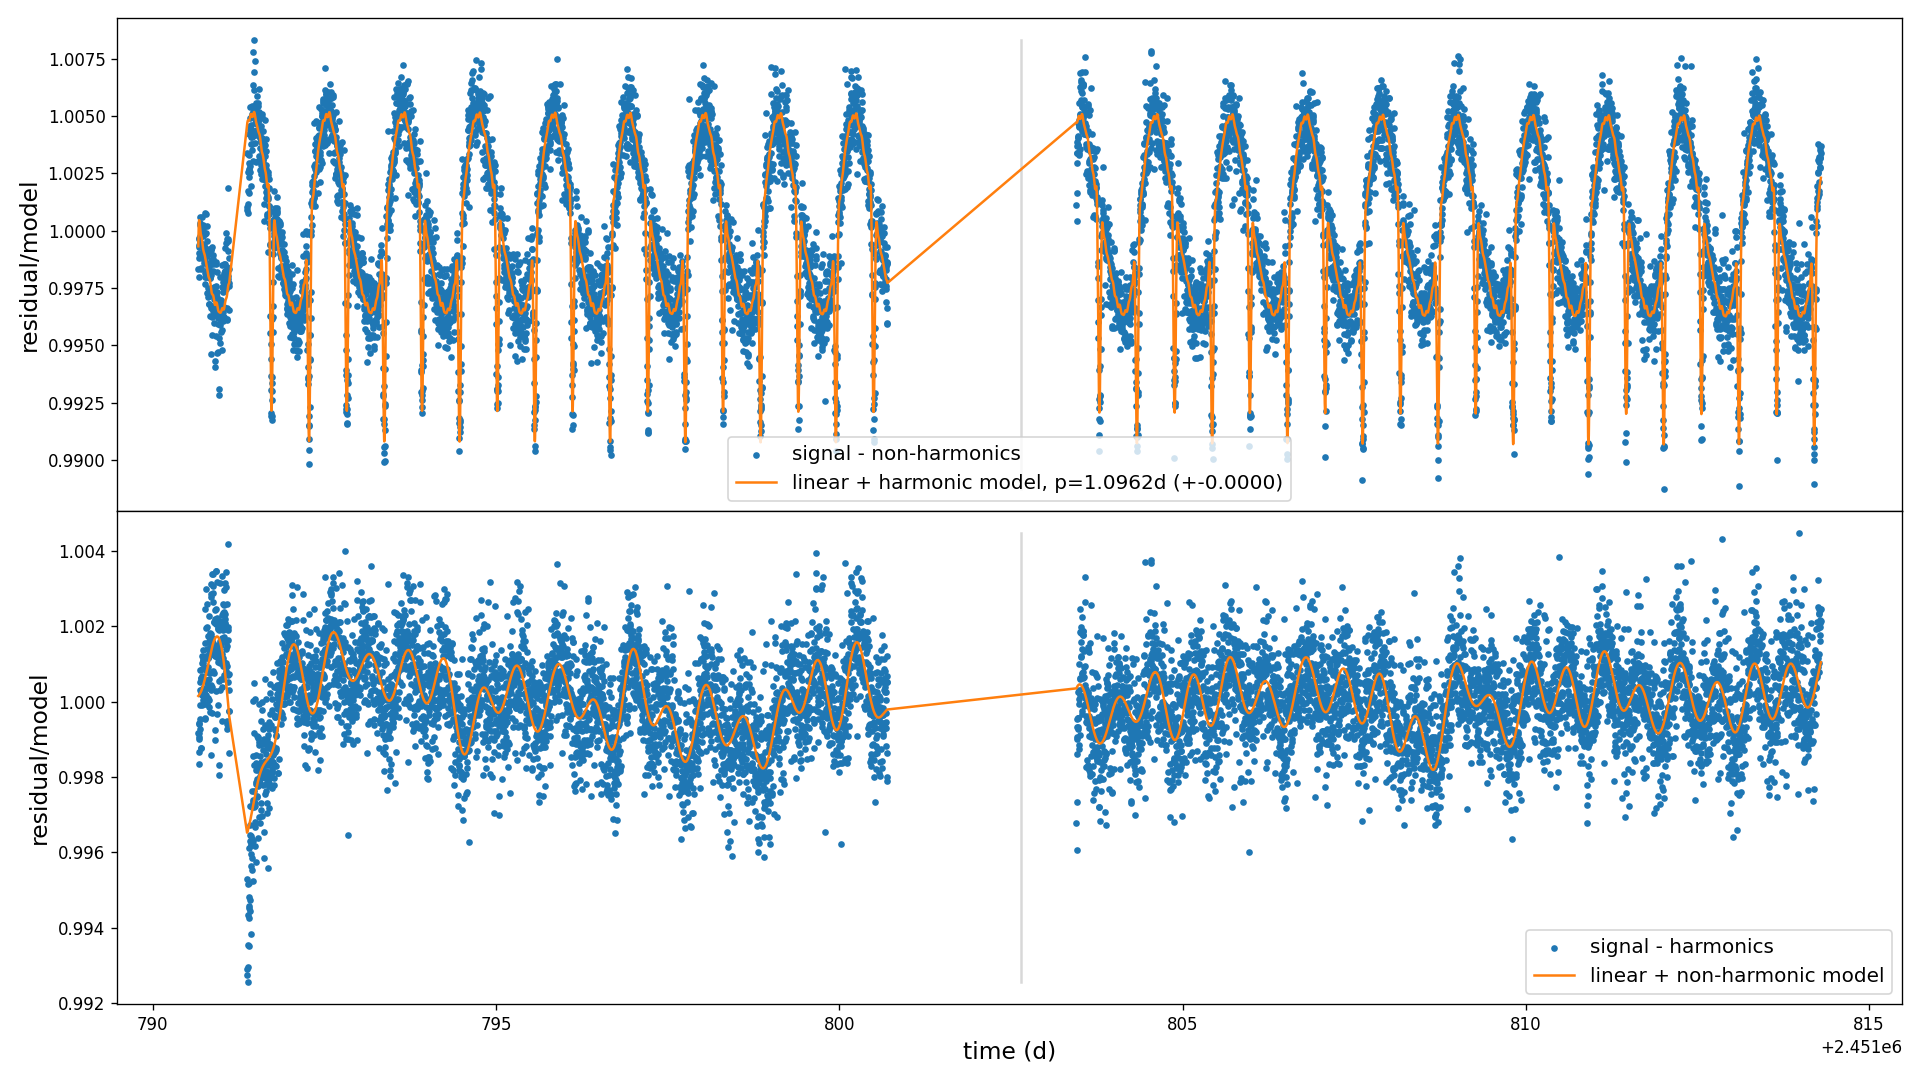 residual/model
1.0075
1.0050
1.0025
1.0000
0.9975
0.9950
0.9925
0.9900
signal - non-harmonics
linear + harmonic model, p=1.0962d (+-0.0000)
residual/model
1.004
1.002
1.000
0.998
0.996
0.994
0.992
signal - harmonics
linear + non-harmonic model
790 795 800 805 810 815
time (d)
+2.451e6